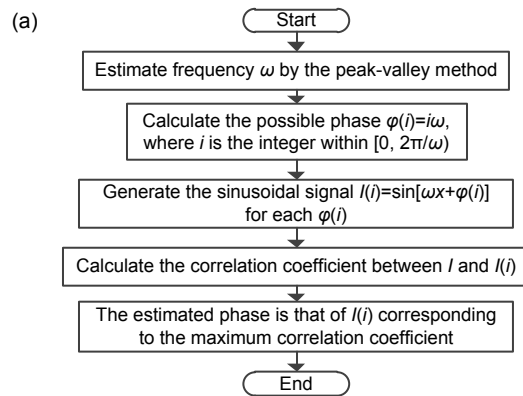 (a)
Start
Estimate frequency ω by the peak-valley method
Calculate the possible phase φ(i)=iω,
where i is the integer within [0, 2π/ω)
Generate the sinusoidal signal I(i)=sin[ωx+φ(i)]
for each φ(i)
Calculate the correlation coefficient between I and I(i)
The estimated phase is that of I(i) corresponding
to the maximum correlation coefficient
End